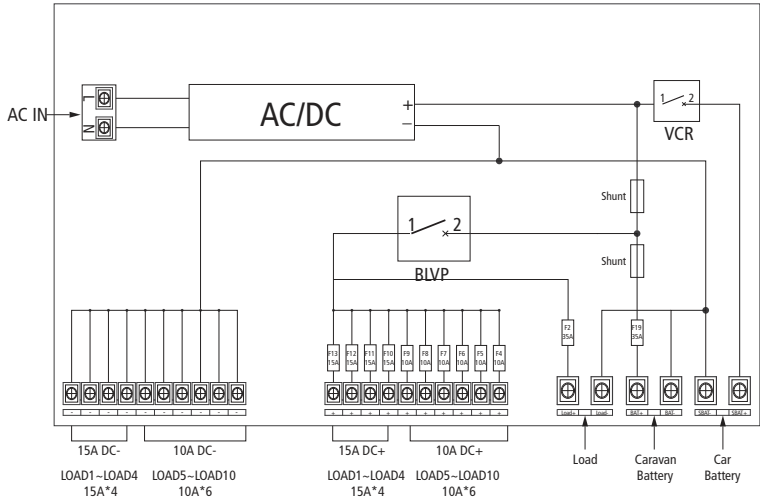 AC IN
L
N
AC/DC
+
−
1 2
VCR
Shunt
1 2
BLVP
Shunt
F13 15A
F12 15A
F11 15A
F10 15A
F9 10A
F8 10A
F7 10A
F6 10A
F5 10A
F4 10A
F2 35A
F19 35A
- - - - - - - - - -
+ + + + + + + + + +
Load+
Load-
BAT+
BAT-
SBAT-
SBAT+
15A DC-
10A DC-
15A DC+
10A DC+
LOAD1~LOAD4
15A*4
LOAD5~LOAD10
10A*6
LOAD1~LOAD4
15A*4
LOAD5~LOAD10
10A*6
Load
Caravan
Battery
Car
Battery